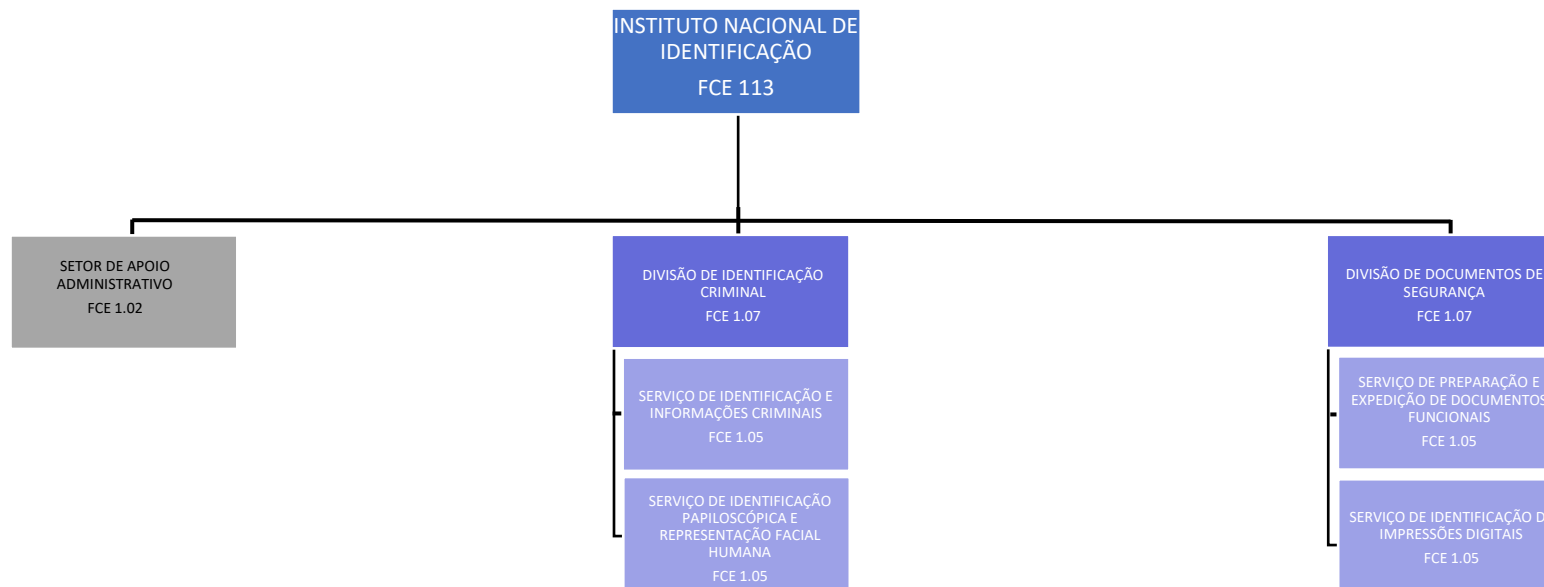 INSTITUTO NACIONAL DE
IDENTIFICAÇÃO
FCE 113
SETOR DE APOIO
ADMINISTRATIVO
FCE 1.02
DIVISÃO DE IDENTIFICAÇÃO
CRIMINAL
FCE 1.07
SERVIÇO DE IDENTIFICAÇÃO E
INFORMAÇÕES CRIMINAIS
FCE 1.05
SERVIÇO DE IDENTIFICAÇÃO
PAPILOSCÓPICA E
REPRESENTAÇÃO FACIAL
HUMANA
FCE 1.05
DIVISÃO DE DOCUMENTOS DE
SEGURANÇA
FCE 1.07
SERVIÇO DE PREPARAÇÃO E
EXPEDIÇÃO DE DOCUMENTOS
FUNCIONAIS
FCE 1.05
SERVIÇO DE IDENTIFICAÇÃO D
IMPRESSÕES DIGITAIS
FCE 1.05